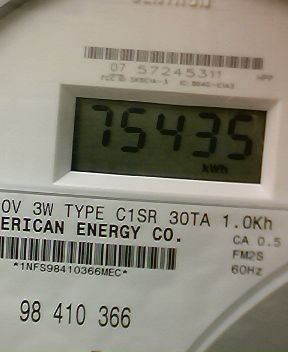 07 57245311
75435
kWh
0V 3W TYPE C1SR 30TA 1.0Kh
ERICAN ENERGY CO.
CA 0.5
FM2S
*1NFS98410366MEC*
60Hz
98 410 366